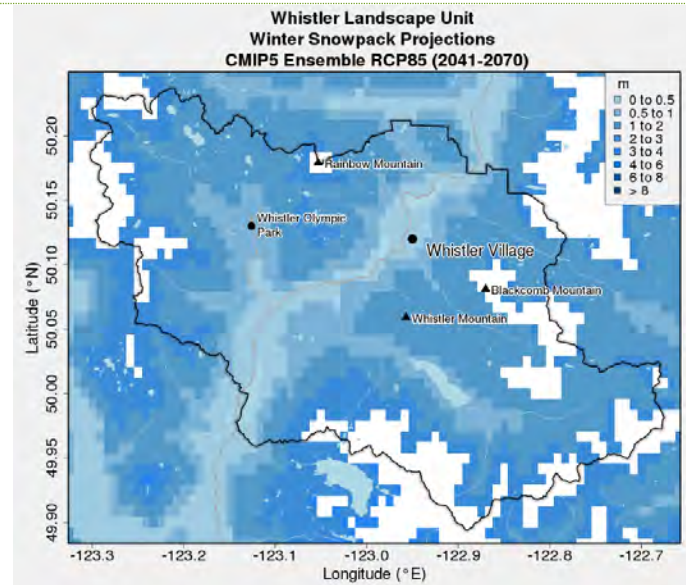 Whistler Landscape Unit
Winter Snowpack Projections
CMIP5 Ensemble RCP85 (2041-2070)
m
0 to 0.5
0.5 to 1
1 to 2
2 to 3
3 to 4
4 to 6
6 to 8
> 8
Rainbow Mountain
Whistler Olympic
Park
Whistler Village
Blackcomb Mountain
Whistler Mountain
Latitude (°N)
50.20
50.15
50.10
50.05
50.00
49.95
49.90
-123.3
-123.2
-123.1
-123.0
-122.9
-122.8
-122.7
Longitude (°E)